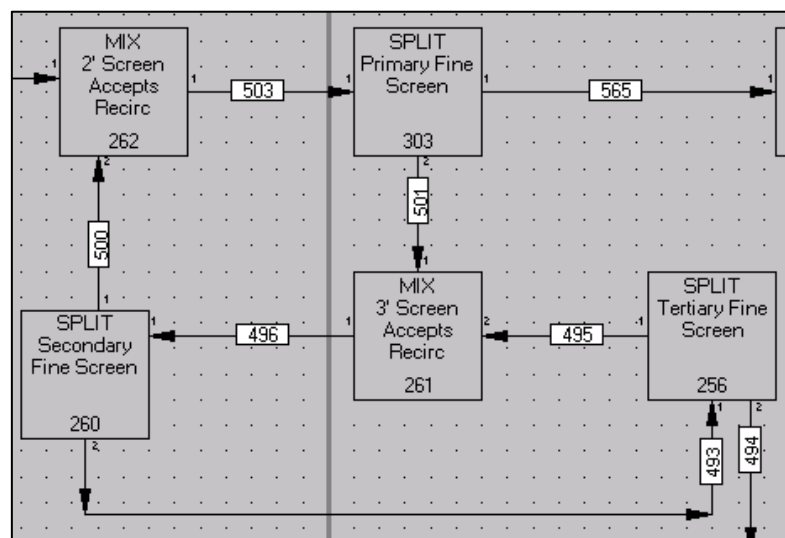 MIX
2' Screen
Accepts
Recirc
262
1
1
2
503
SPLIT
Primary Fine
Screen
303
1
1
2
565
1
501
500
MIX
3' Screen
Accepts
Recirc
261
1
1
2
SPLIT
Tertiary Fine
Screen
256
1
1
2
495
496
SPLIT
Secondary
Fine Screen
260
1
1
2
493
494